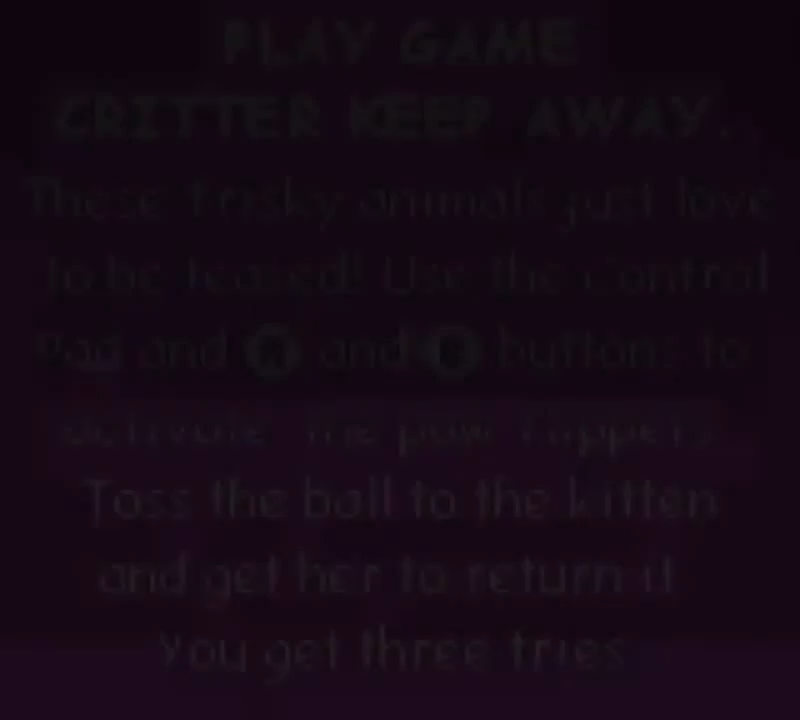 PLAY GAME
CRITTER KEEP AWAY.
These frisky animals just love
to be teased! Use the Control
Pad and A and B buttons to
activate the paw flippers.
Toss the ball to the kitten
and get her to return it
You get three tries